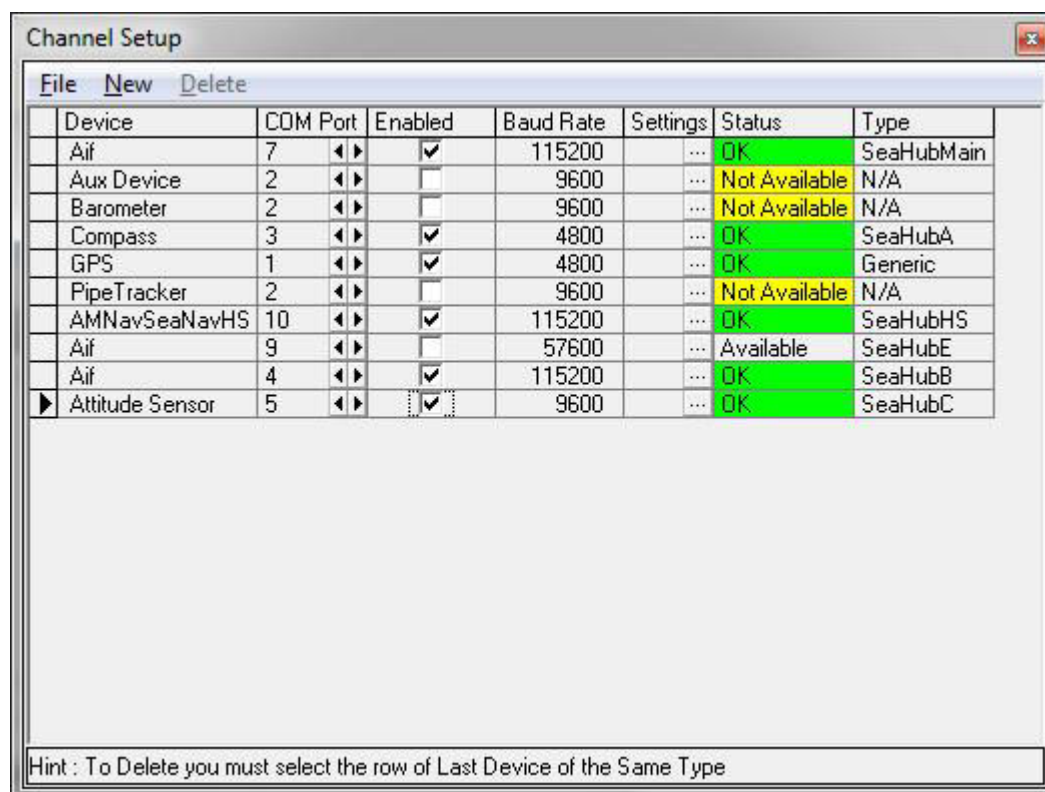 Channel Setup
File New Delete
Device COM Port Enabled Baud Rate Settings Status Type
Aif 7 115200 ... OK SeaHubMain
Aux Device 2 9600 ... Not Available N/A
Barometer 2 9600 ... Not Available N/A
Compass 3 4800 ... OK SeaHubA
GPS 1 4800 ... OK Generic
PipeTracker 2 9600 ... Not Available N/A
AMNavSeaNavHS 10 115200 ... OK SeaHubHS
Aif 9 57600 ... Available SeaHubE
Aif 4 115200 ... OK SeaHubB
Attitude Sensor 5 9600 ... OK SeaHubC
Hint : To Delete you must select the row of Last Device of the Same Type